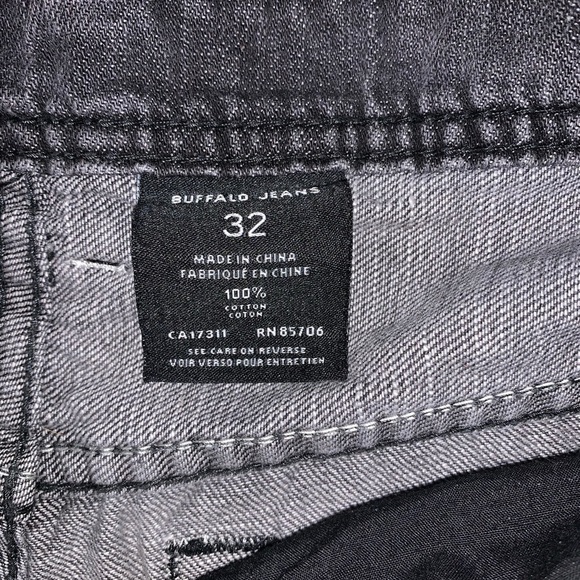 BUFFALO JEANS
32
MADE IN CHINA
FABRIQUÉ EN CHINE
100%
COTTON
COTON
CA17311 RN85706
SEE CARE ON REVERSE
VOIR VERSO POUR ENTRETIEN